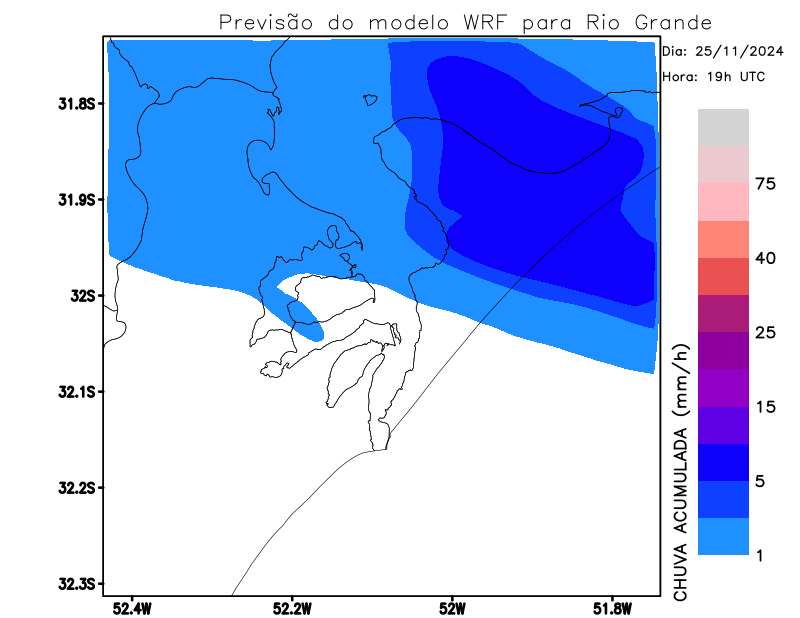 Previsão do modelo WRF para Rio Grande
Dia: 25/11/2024
Hora: 19h UTC
31.8S
31.9S
32S
32.1S
32.2S
32.3S
52.4W
52.2W
52W
51.8W
CHUVA ACUMULADA (mm/h)
75
40
25
15
5
1